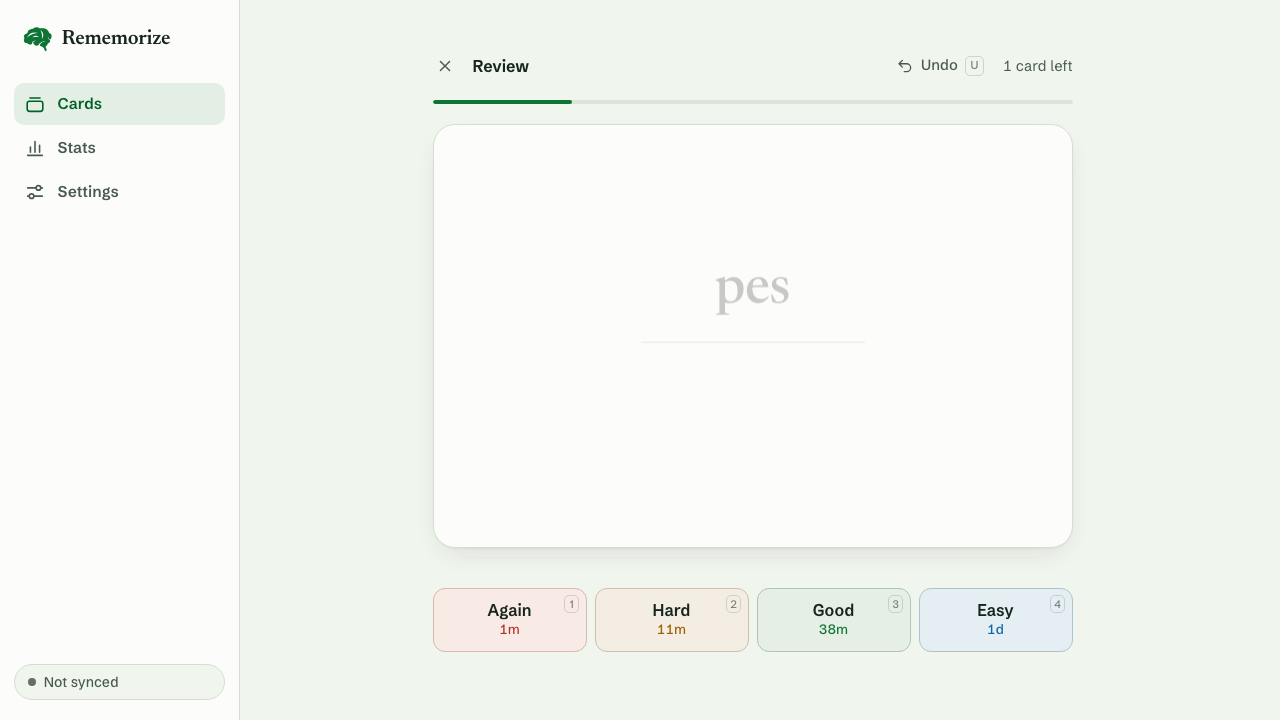 Rememorize
Cards
Stats
Settings
Not synced
Review
Undo U
1 card left
pes
Again 1
1m
Hard 2
11m
Good 3
38m
Easy 4
1d